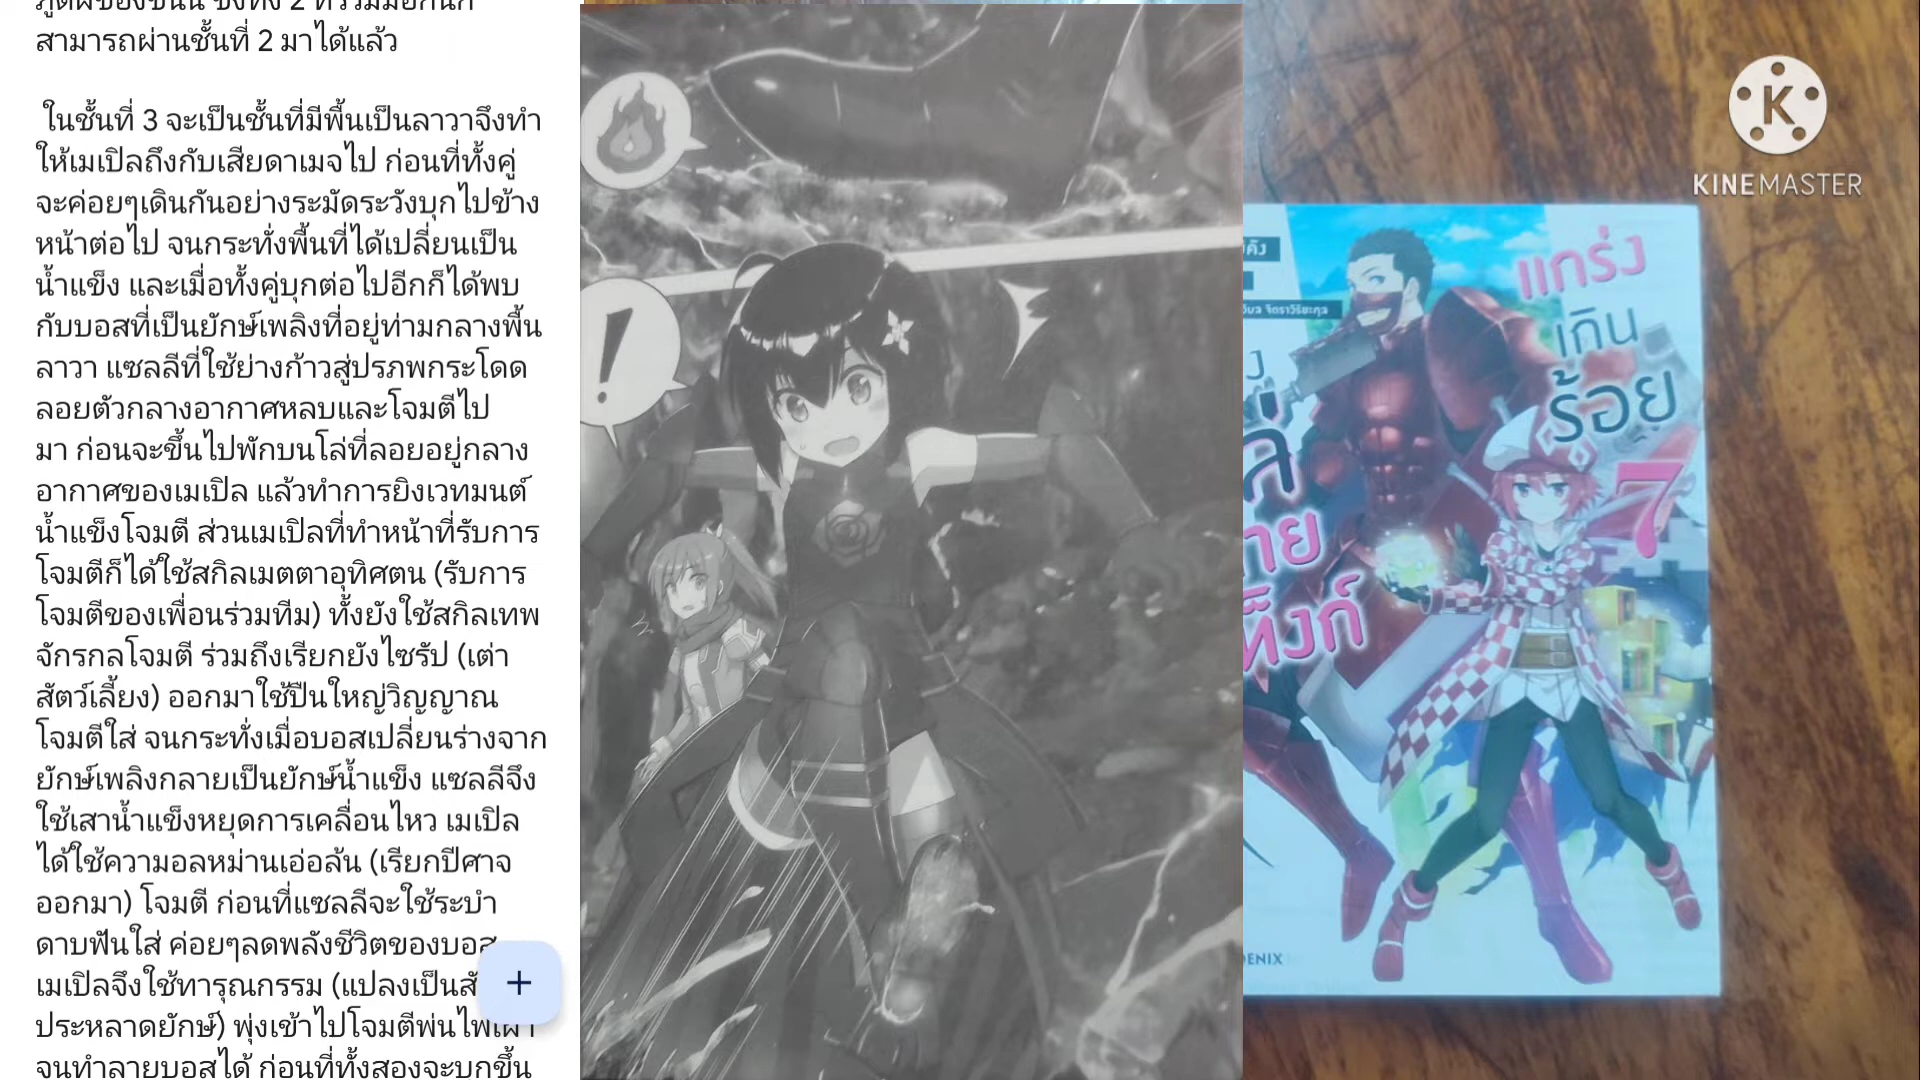 สามารถผ่านชั้นที่ 2 มาได้แล้ว
ในชั้นที่ 3 จะเป็นชั้นที่มีพื้นเป็นลาวาจึงทำ
ให้เมเปิลถึงกับเสียดาเมจไป ก่อนที่ทั้งคู่
จะค่อยๆเดินกันอย่างระมัดระวังบุกไปข้าง
หน้าต่อไป จนกระทั่งพื้นที่ได้เปลี่ยนเป็น
น้ำแข็ง และเมื่อทั้งคู่บุกต่อไปอีกก็ได้พบ
กับบอสที่เป็นยักษ์เพลิงที่อยู่ท่ามกลางพื้น
ลาวา แซลลีที่ใช้ย่างก้าวสู่ปรภพกระโดด
ลอยตัวกลางอากาศหลบและโจมตีไป
มา ก่อนจะขึ้นไปพักบนโล่ที่ลอยอยู่กลาง
อากาศของเมเปิล แล้วทำการยิงเวทมนต์
น้ำแข็งโจมตี ส่วนเมเปิลที่ทำหน้าที่รับการ
โจมตีก็ได้ใช้สกิลเมตตาอุทิศตน (รับการ
โจมตีของเพื่อนร่วมทีม) ทั้งยังใช้สกิลเทพ
จักรกลโจมตี ร่วมถึงเรียกยังไซรัป (เต่า
สัตว์เลี้ยง) ออกมาใช้ปืนใหญ่วิญญาณ
โจมตีใส่ จนกระทั่งเมื่อบอสเปลี่ยนร่างจาก
ยักษ์เพลิงกลายเป็นยักษ์น้ำแข็ง แซลลีจึง
ใช้เสาน้ำแข็งหยุดการเคลื่อนไหว เมเปิล
ได้ใช้ความอลหม่านเอ่อล้น (เรียกปีศาจ
ออกมา) โจมตี ก่อนที่แซลลีจะใช้ระบำ
ดาบฟันใส่ ค่อยๆลดพลังชีวิตของบอส
เมเปิลจึงใช้ทารุณกรรม (แปลงเป็นสั
ประหลาดยักษ์) พุ่งเข้าไปโจมตีพ่นไฟเผา
จนทำลายบอสได้ ก่อนที่ทั้งสองจะบุกขึ้น
+
!
K
KINEMASTER
จิตราวิริยะกุล
แกร่ง
เกิน
ร้อย
7
ล่
าย
ท็งก์
ENIX